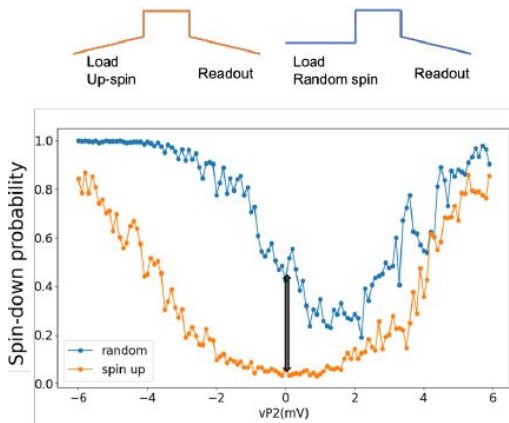 Load
Up-spin
Readout
Load
Random spin
Readout
Spin-down probability
1.0
0.8
0.6
0.4
0.2
0.0
random
spin up
−6
−4
−2
0
2
4
6
vP2(mV)